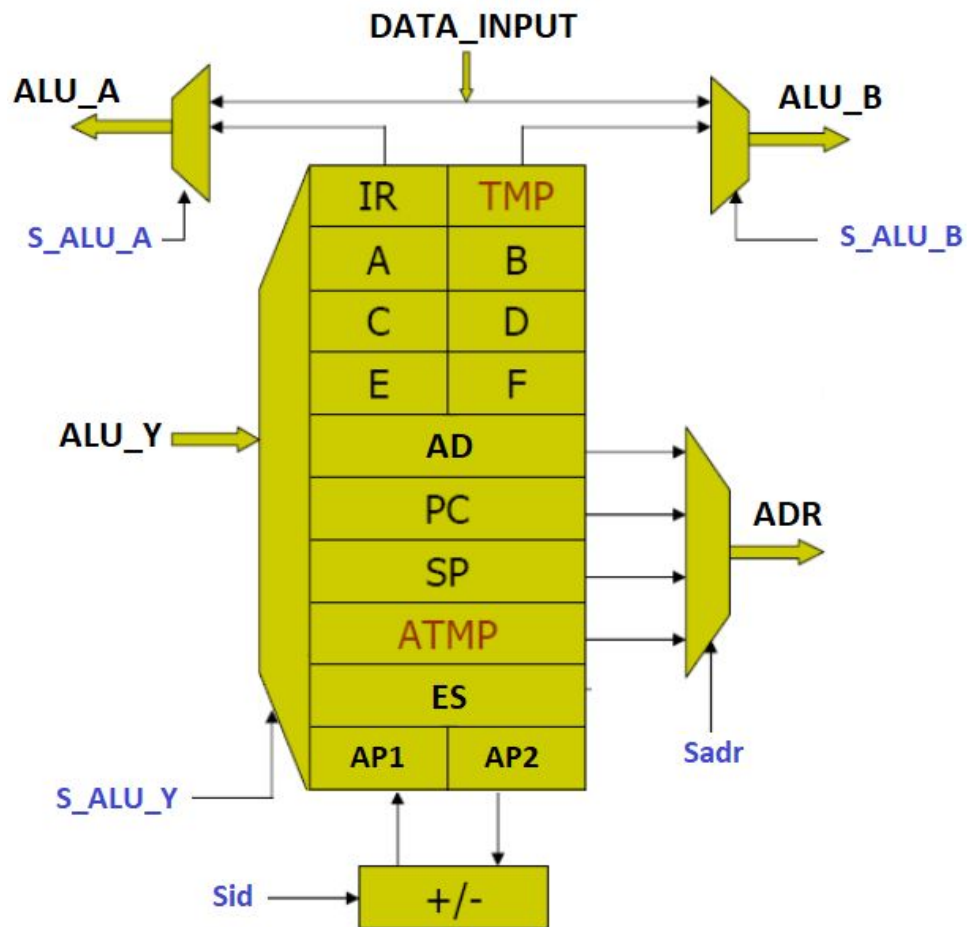 DATA_INPUT
ALU_A
ALU_B
IR
TMP
S_ALU_A
S_ALU_B
A
B
C
D
E
F
ALU_Y
AD
PC
ADR
SP
ATMP
ES
AP1
AP2
Sadr
S_ALU_Y
Sid
+/-